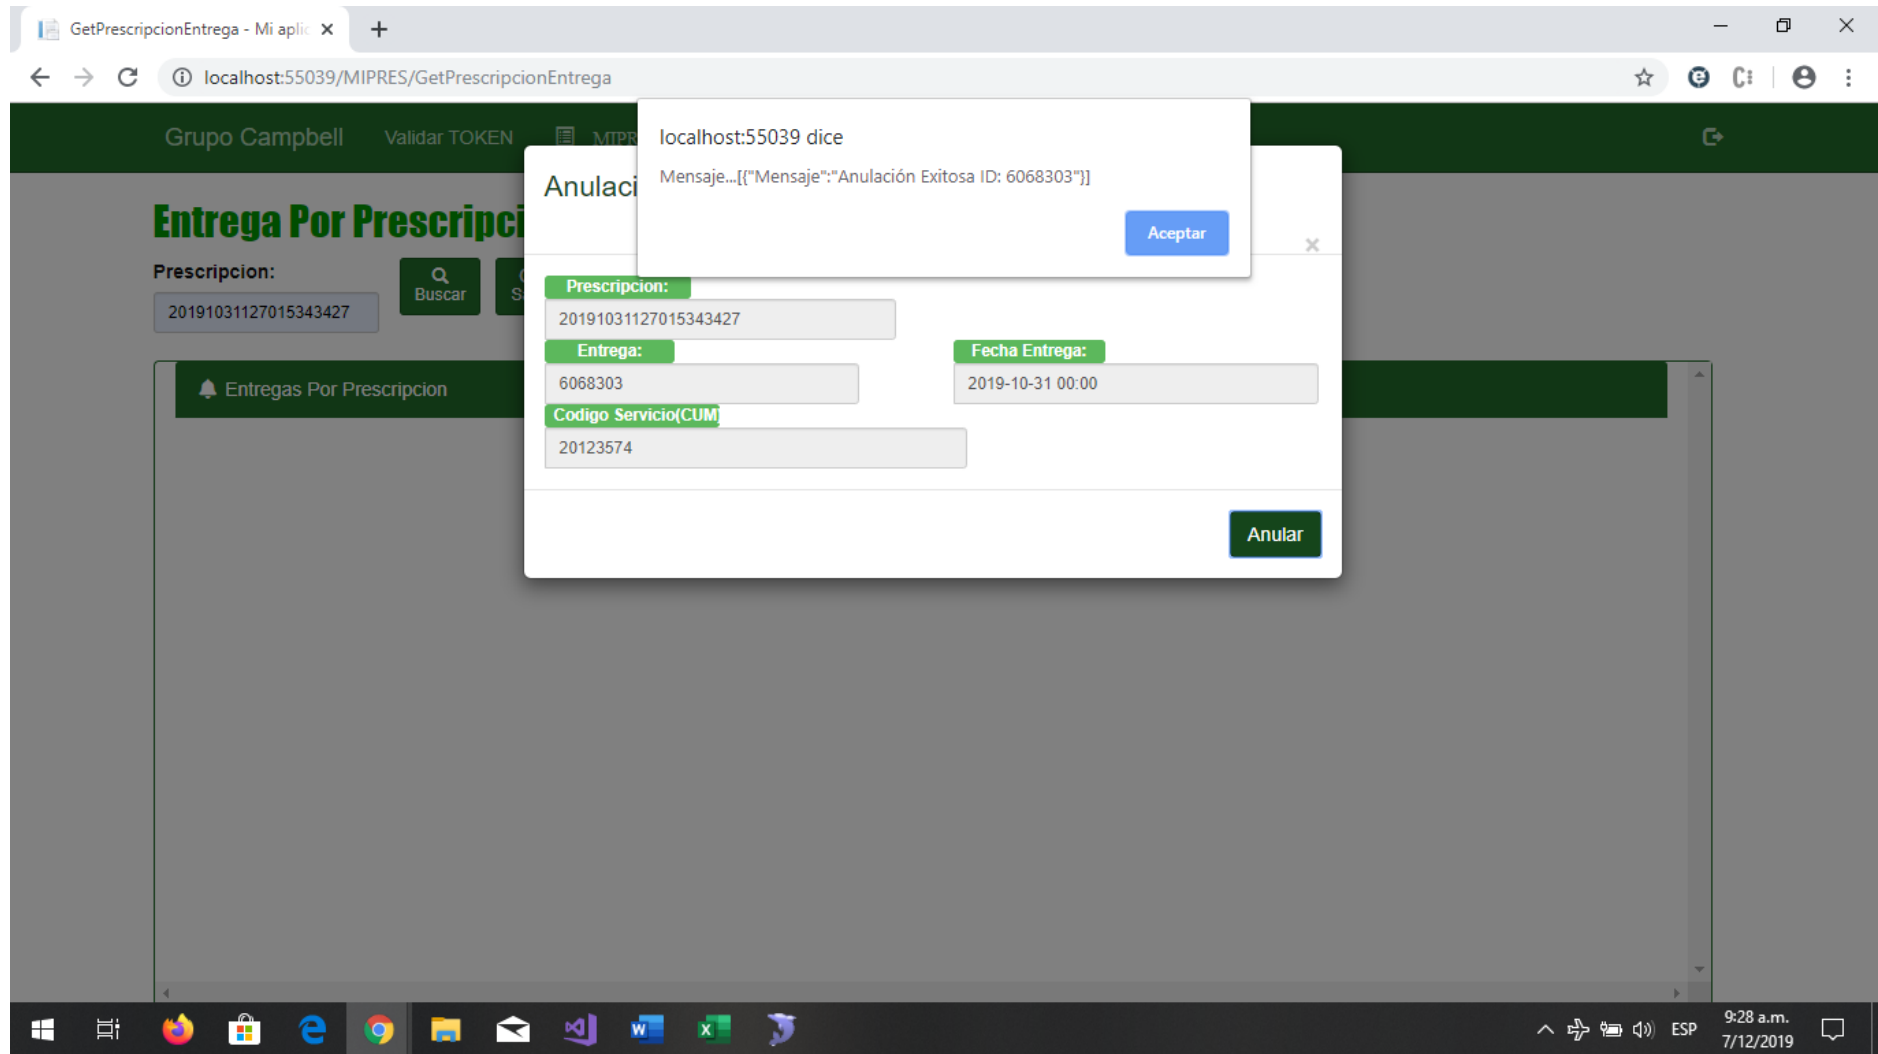 GetPrescripcionEntrega - Mi aplic
localhost:55039/MIPRES/GetPrescripcionEntrega
Grupo Campbell Validar TOKEN MIPR
localhost:55039 dice
Mensaje...[{"Mensaje":"Anulación Exitosa ID: 6068303"}]
Aceptar
Anulaci
Entrega Por Prescripci
Prescripcion:
20191031127015343427
Buscar
S
Prescripcion:
20191031127015343427
Entrega: Fecha Entrega:
6068303 2019-10-31 00:00
Codigo Servicio(CUM)
20123574
Entregas Por Prescripcion
Anular
ESP
9:28 a.m.
7/12/2019